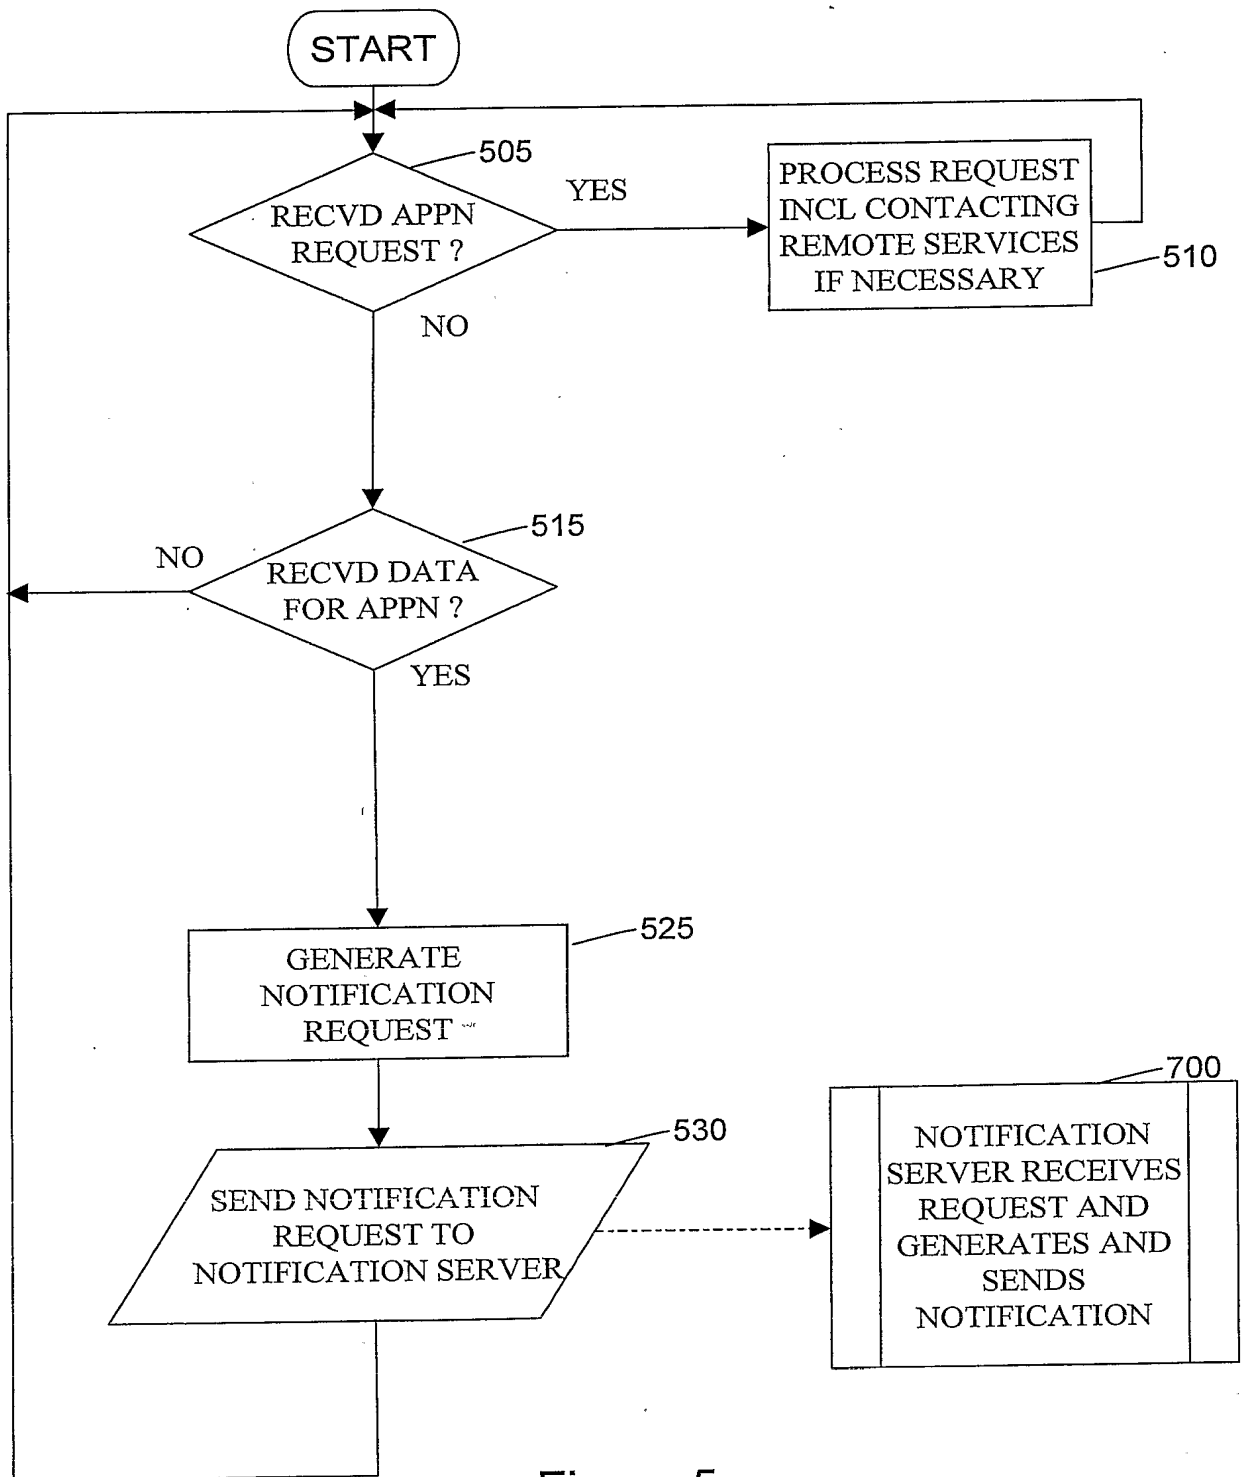 START
505
RECVD APPN
REQUEST ?
YES
PROCESS REQUEST
INCL CONTACTING
REMOTE SERVICES
IF NECESSARY
510
NO
515
NO
RECVD DATA
FOR APPN ?
YES
525
GENERATE
NOTIFICATION
REQUEST
530
SEND NOTIFICATION
REQUEST TO
NOTIFICATION SERVER
700
NOTIFICATION
SERVER RECEIVES
REQUEST AND
GENERATES AND
SENDS
NOTIFICATION
Figure 5